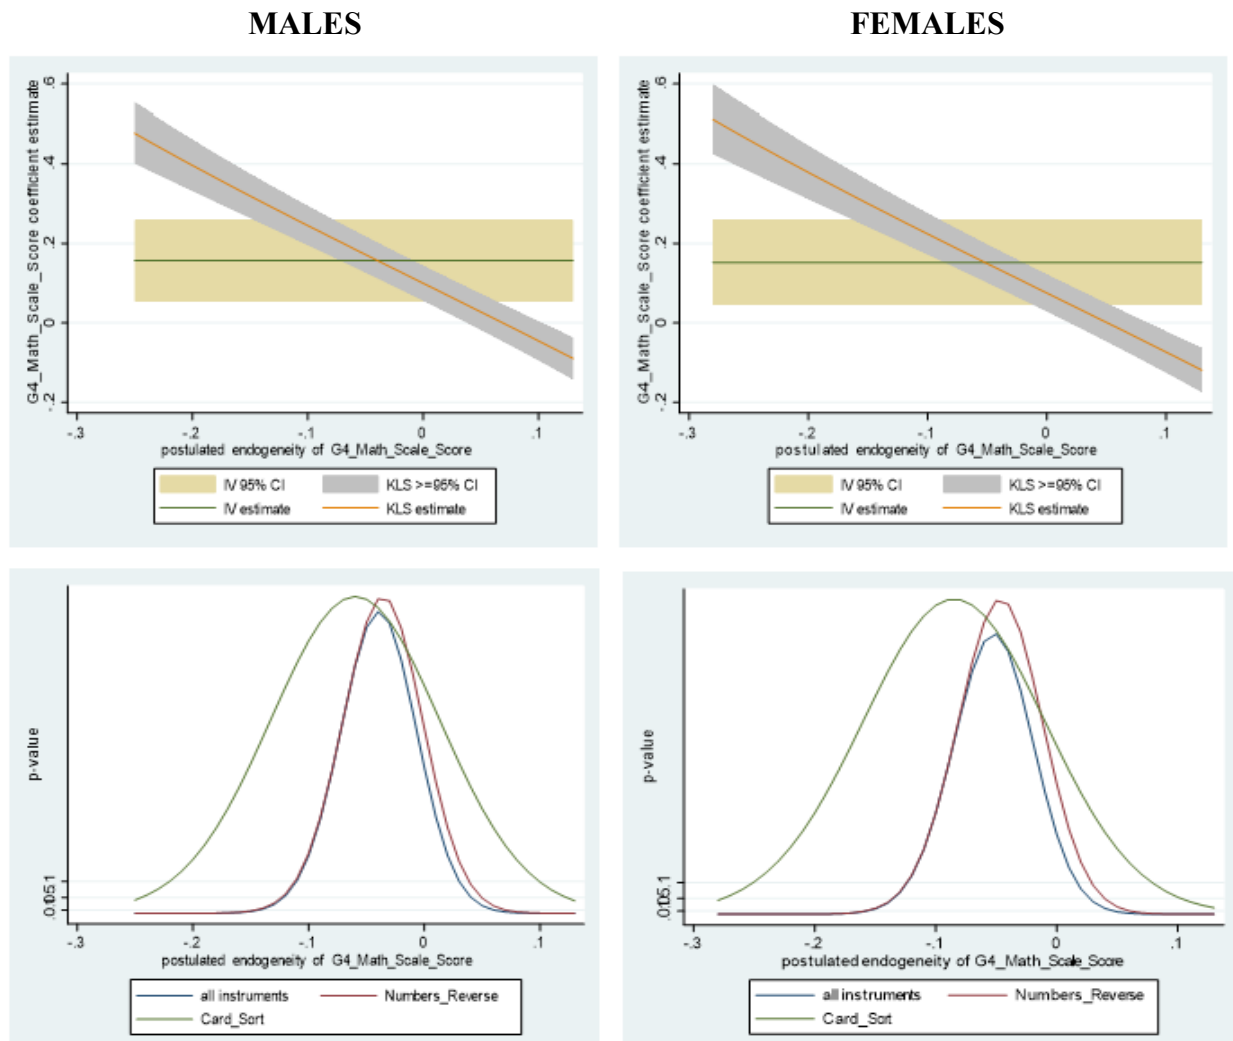 MALES
FEMALES
G4_Math_Scale_Score coefficient estimate
.6
.4
.2
0
-.2
-.3
-.2
-.1
0
.1
postulated endogeneity of G4_Math_Scale_Score
IV 95% CI
KLS >=95% CI
IV estimate
KLS estimate
G4_Math_Scale_Score coefficient estimate
.6
.4
.2
0
-.2
-.3
-.2
-.1
0
.1
postulated endogeneity of G4_Math_Scale_Score
IV 95% CI
KLS >=95% CI
IV estimate
KLS estimate
p-value
.01
.05
.1
-.3
-.2
-.1
0
.1
postulated endogeneity of G4_Math_Scale_Score
all instruments
Numbers_Reverse
Card_Sort
p-value
.01
.05
.1
-.3
-.2
-.1
0
.1
postulated endogeneity of G4_Math_Scale_Score
all instruments
Numbers_Reverse
Card_Sort